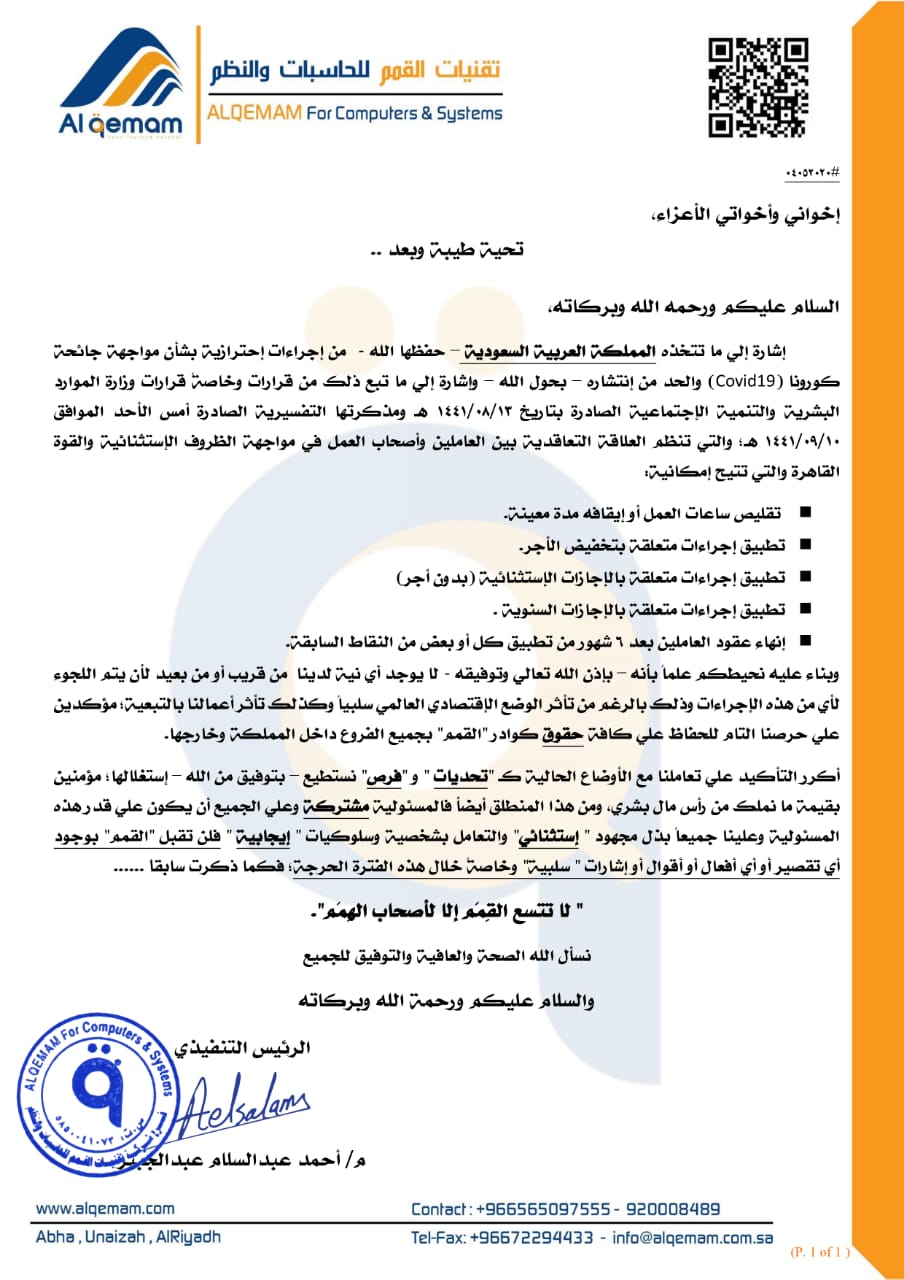 تقنيات القمم للحاسبات والنظم
ALQEMAM For Computers & Systems
Al qemam
#٠٤٠٥٢٠٢٠
إخواني وأخواتي الأعزاء،
تحية طيبة وبعد ..
السلام عليكم ورحمه الله وبركاته،
إشارة إلي ما تتخذه المملكة العربية السعودية – حفظها الله - من إجراءات إحترازية بشأن مواجهة جائحة
كورونا (Covid19) والحد من إنتشاره – بحول الله – واشارة إلي ما تبع ذلك من قرارات وخاصة قرارات وزارة الموارد
البشرية والتنمية الإجتماعية الصادرة بتاريخ ١٤٤١/٠٨/١٣ هـ ومذكرتها التفسيرية الصادرة أمس الأحد الموافق
١٤٤١/٠٩/١٠ هـ؛ والتي تنظم العلاقة التعاقدية بين العاملين وأصحاب العمل في مواجهة الظروف الإستثنائية والقوة
القاهرة والتي تتيح إمكانية:
■ تقليص ساعات العمل أو إيقافه مدة معينة.
■ تطبيق إجراءات متعلقة بتخفيض الأجر.
■ تطبيق إجراءات متعلقة بالإجازات الإستثنائية (بدون أجر)
■ تطبيق إجراءات متعلقة بالإجازات السنوية .
■ إنهاء عقود العاملين بعد ٦ شهور من تطبيق كل أو بعض من النقاط السابقة.
وبناء عليه نحيطكم علماً بأنه – بإذن الله تعالي وتوفيقه - لا يوجد أي نية لدينا من قريب أو من بعيد لأن يتم اللجوء
لأي من هذه الإجراءات وذلك بالرغم من تأثر الوضع الإقتصادي العالمي سلبياً وكذلك تأثر أعمالنا بالتبعية؛ مؤكدين
علي حرصنا التام للحفاظ علي كافة حقوق كوادر "القمم" بجميع الفروع داخل المملكة وخارجها.
أكرر التأكيد علي تعاملنا مع الأوضاع الحالية كـ "تحديات " و "فرص" نستطيع – بتوفيق من الله – إستغلالها؛ مؤمنين
بقيمة ما نملك من رأس مال بشري، ومن هذا المنطلق أيضاً فالمسئولية مشتركة وعلي الجميع أن يكون علي قدر هذه
المسئولية وعلينا جميعاً بذل مجهود " إستثنائي" والتعامل بشخصية وسلوكيات " إيجابية " فلن تقبل "القمم" بوجود
أي تقصير أو أي أفعال أو أقوال أو إشارات " سلبية" وخاصةً خلال هذه الفترة الحرجة؛ فكما ذكرت سابقا ......
" لا تتسع القِمَم إلا لأصحاب الهِمَم".
نسأل الله الصحة والعافية والتوفيق للجميع
والسلام عليكم ورحمة الله وبركاته
الرئيس التنفيذي
Aelsalam
م/ أحمد عبدالسلام عبدالجبير
ALQEMAM For Computers & Systems
س.ت: ٥٨٥٠٠٤١٠٧٣
www.alqemam.com
Contact: +966565097555 - 920008489
Abha , Unaizah , AlRiyadh
Tel-Fax: +96672294433 - info@alqemam.com.sa
(P. 1 of 1 )